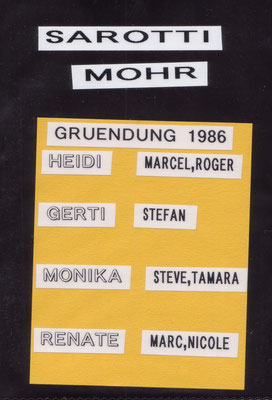 SAROTTI
MOHR
GRUENDUNG 1986
HEIDI MARCEL,ROGER
GERTI STEFAN
MONIKA STEVE,TAMARA
RENATE MARC,NICOLE